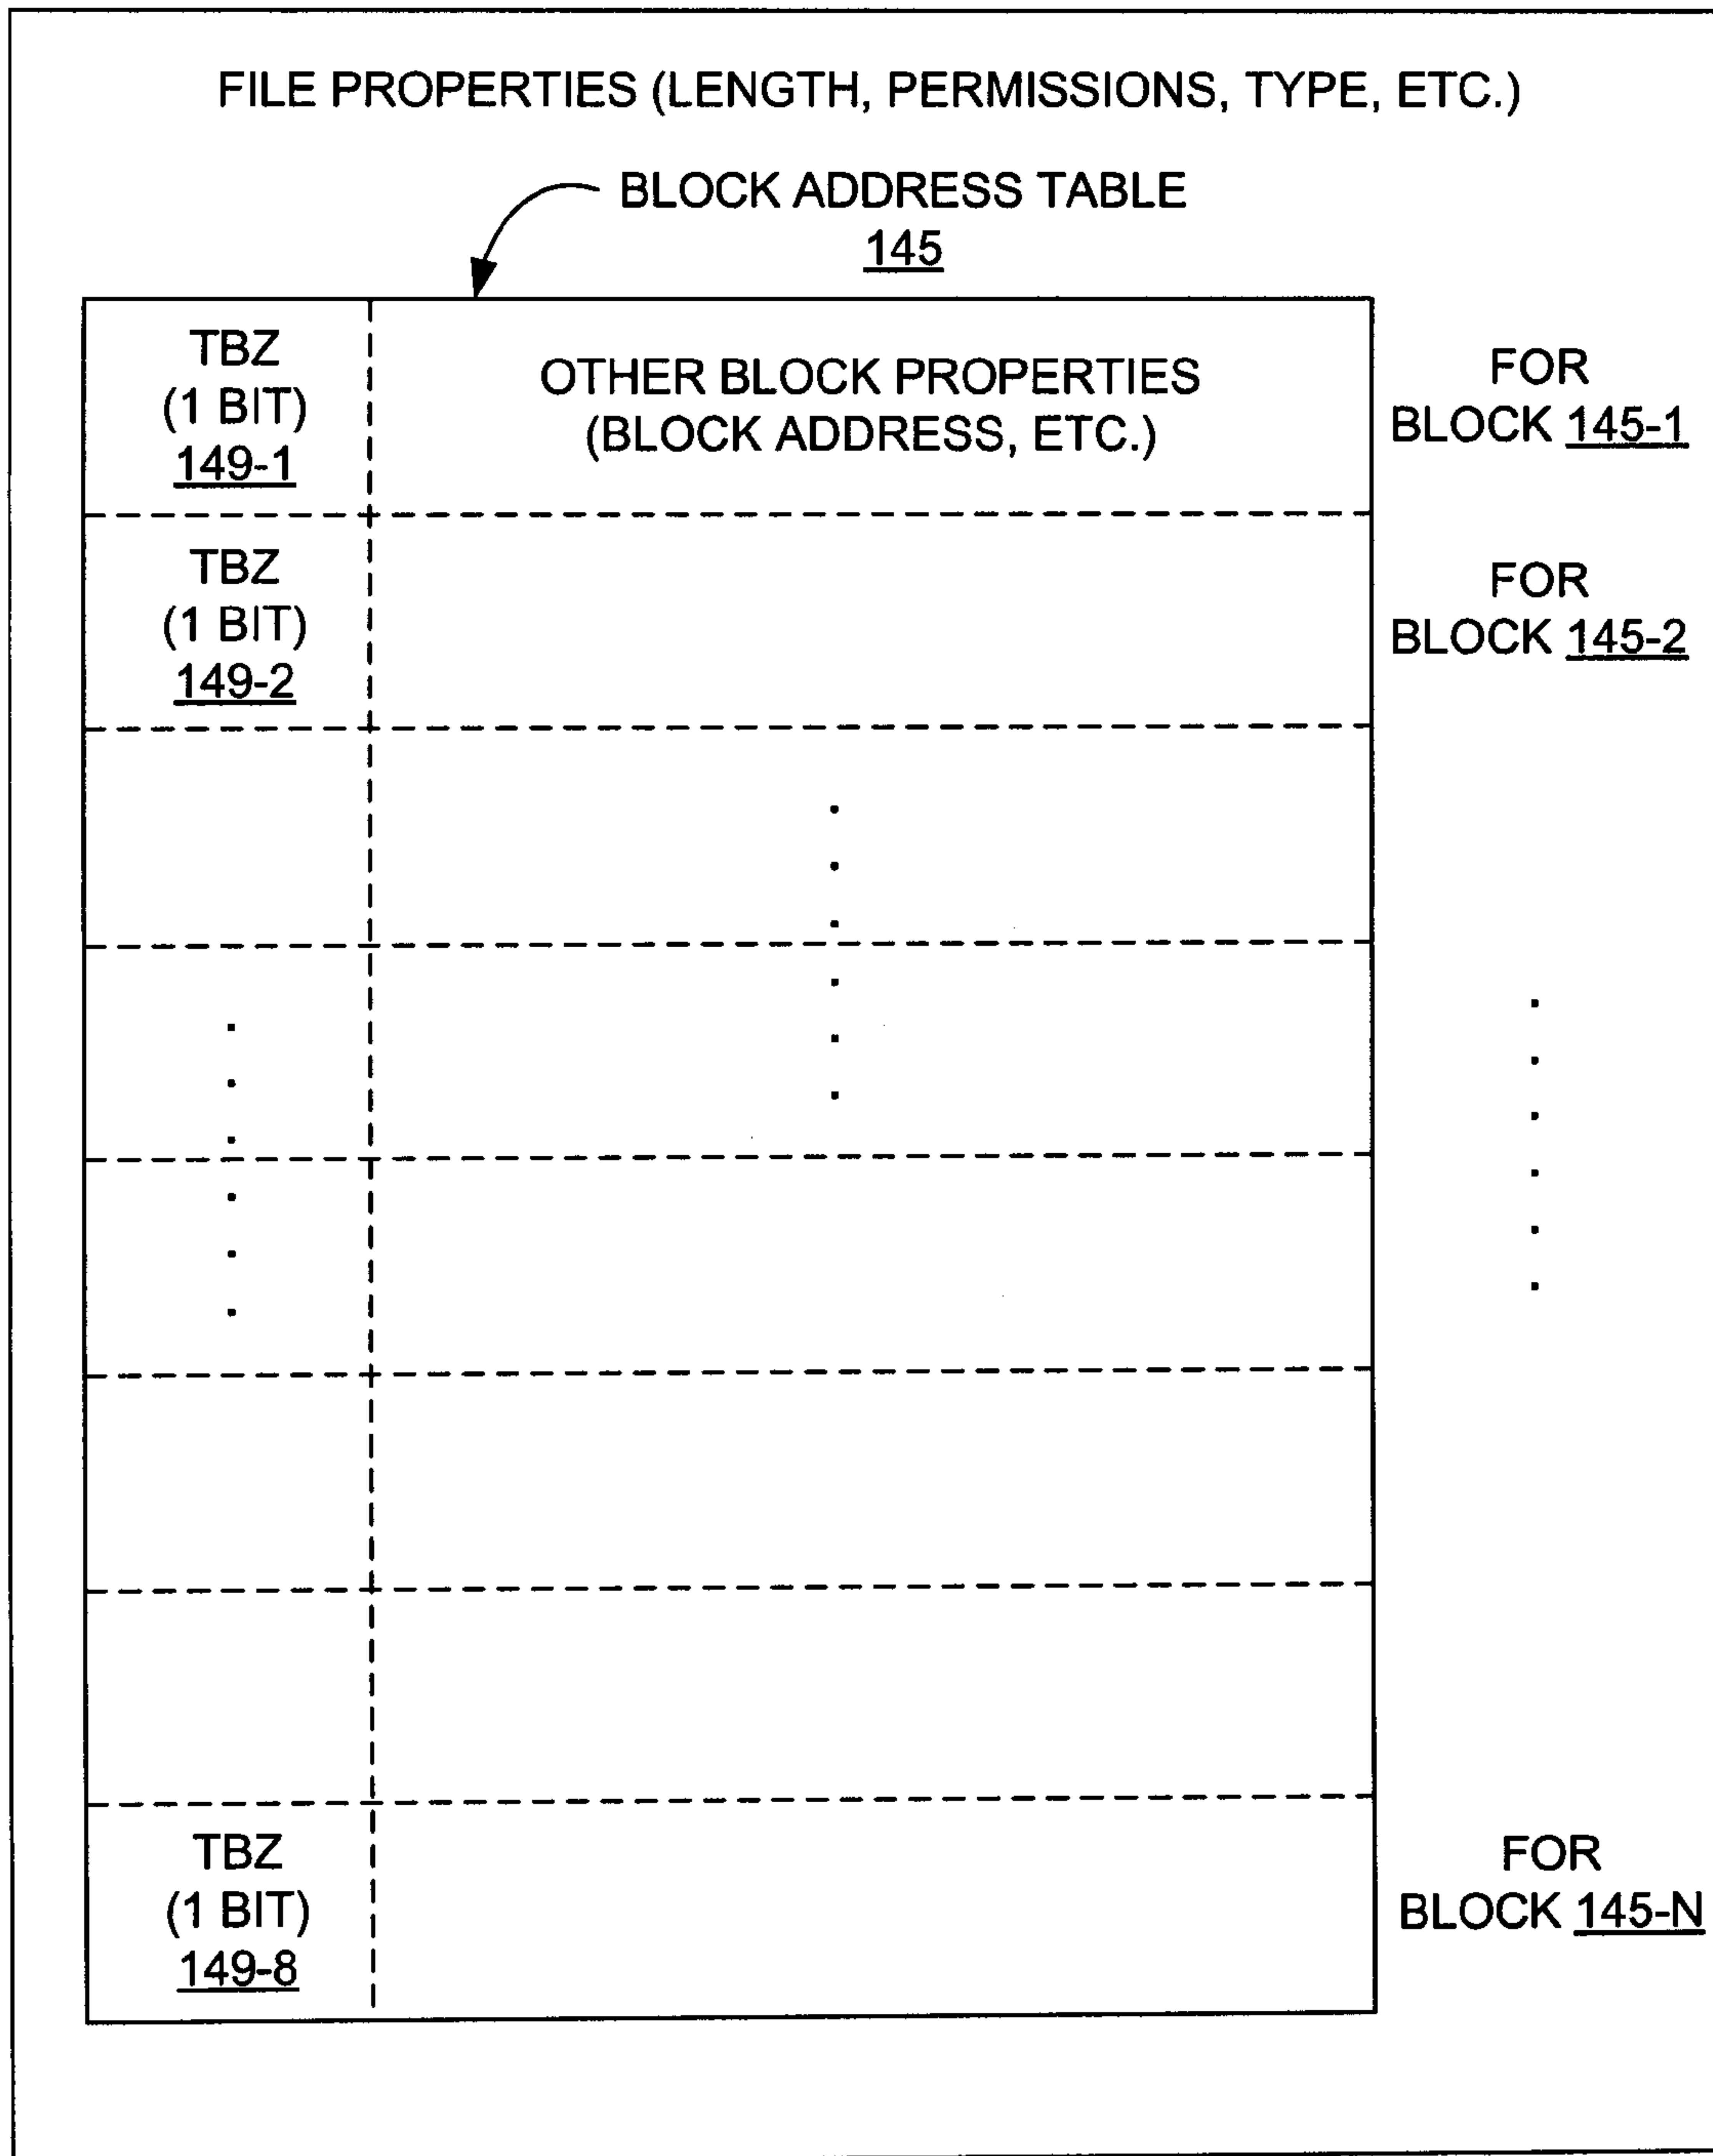 FILE PROPERTIES (LENGTH, PERMISSIONS, TYPE, ETC.)
BLOCK ADDRESS TABLE
145
TBZ
(1 BIT)
149-1
OTHER BLOCK PROPERTIES
(BLOCK ADDRESS, ETC.)
FOR
BLOCK 145-1
TBZ
(1 BIT)
149-2
FOR
BLOCK 145-2
TBZ
(1 BIT)
149-8
FOR
BLOCK 145-N